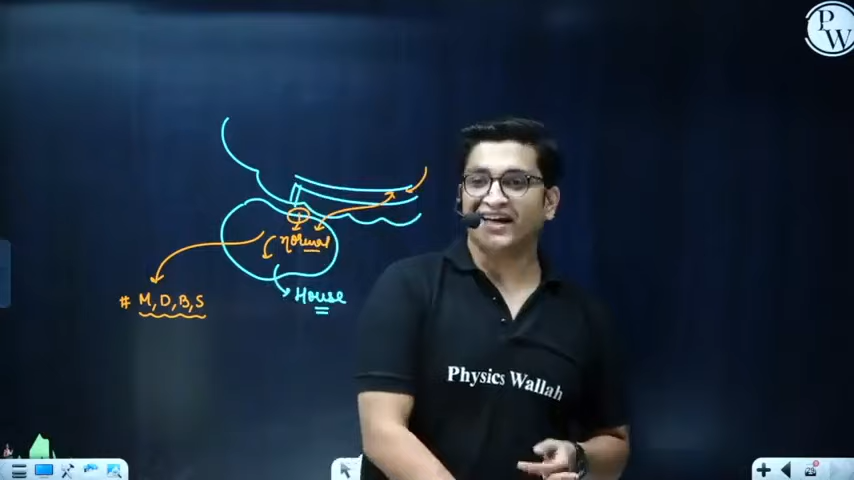 PW
normal
House
# M, D, B, S
Physics Wallah